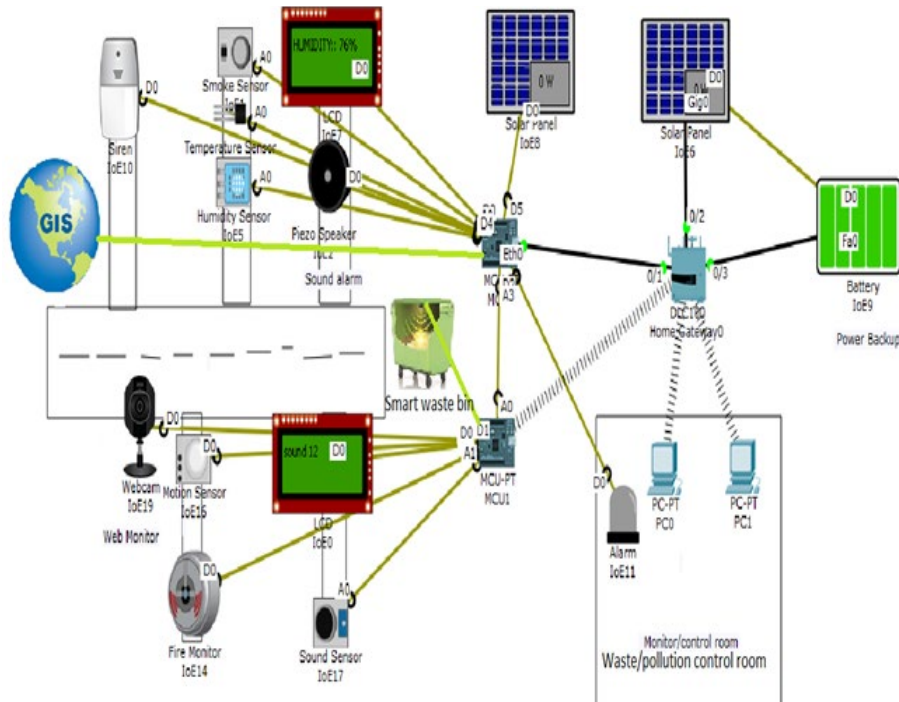 HUMIDITY:: 76%
D0
LCD
IoE7
Smoke Sensor
A0
Temperature Sensor
A0
Humidity Sensor
IoE5
A0
D0
Siren
IoE10
D0
Piezo Speaker
Sound alarm
GIS
0 W
D0
Solar Panel
IoE8
D5
D4
Eth0
A3
D0
Gig0
Solar Panel
IoE6
0/2
0/1
0/3
Home Gateway0
D0
Fa0
Battery
IoE9
Power Backup
Smart waste bin
A0
D0
D1
A1
MCU-PT
MCU1
D0
Webcam
IoE19
Web Monitor
D0
Motion Sensor
IoE16
sound 12
D0
LCD
IoE0
D0
Fire Monitor
IoE14
A0
Sound Sensor
IoE17
D0
Alarm
IoE11
PC-PT
PC0
PC-PT
PC1
Monitor/control room
Waste/pollution control room